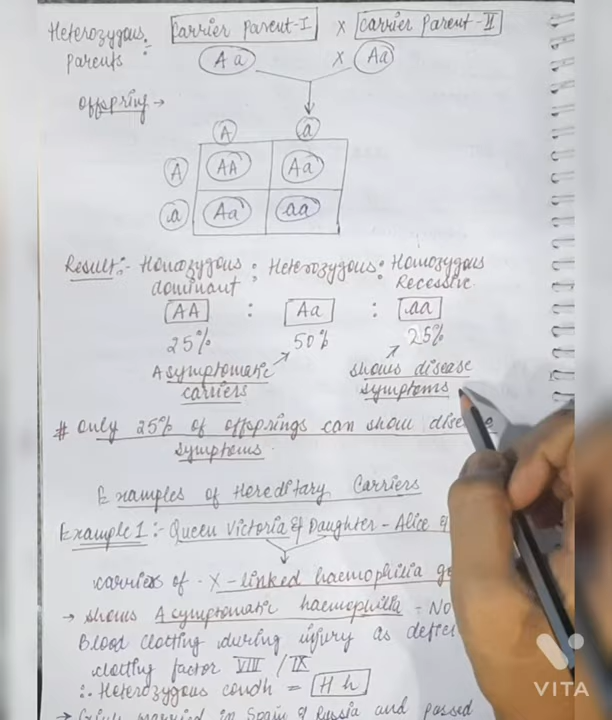 Heterozygous parents :- Carrier Parent-I x Carrier Parent-II
Aa x Aa
Offspring →
A a
A AA Aa
a Aa aa
Result:- Homozygous : Heterozygous : Homozygous
dominant Recessive
AA : Aa : aa
25% 50% 25%
Asymptomatic shows disease
carriers symptoms
# Only 25% of offsprings can show
symptoms.
Examples of Hereditary Carriers
Example 1 :- Queen Victoria & Daughter - Alice
carrier of X-linked haemophilia
→ shows Asymptomatic haemophilia - No
Blood clotting during injury as
clotting factor VIII / IX
∴ Heterozygous condn = Hh
married in Spain & Russia and passed
VITA